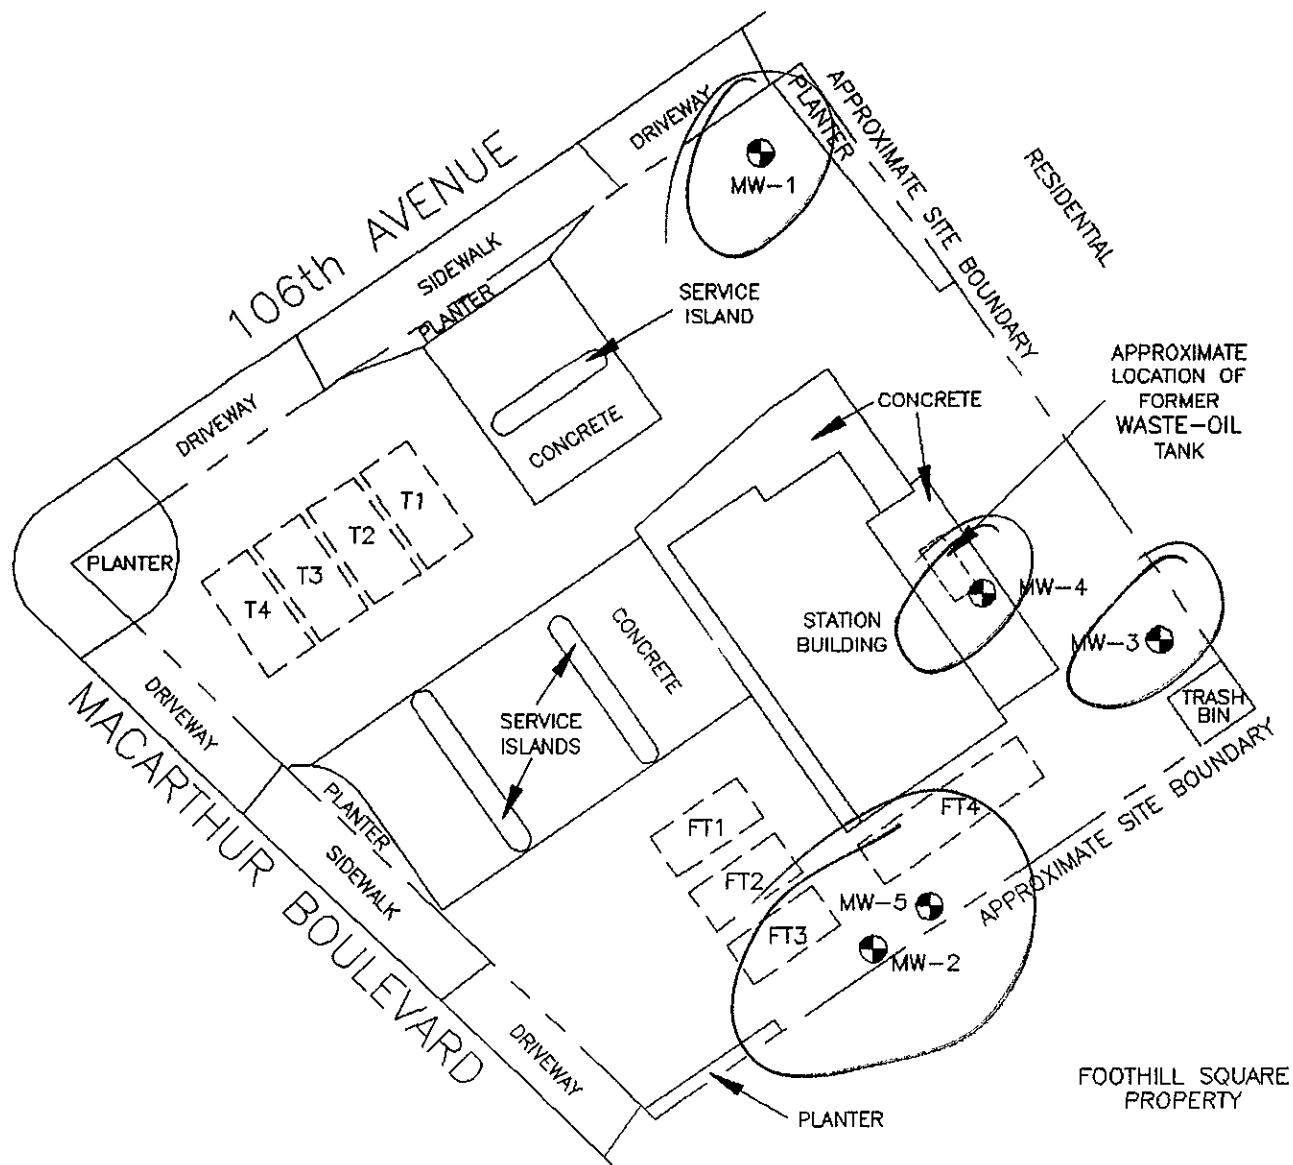 106th AVENUE
DRIVEWAY
PLANTER
APPROXIMATE SITE BOUNDARY
RESIDENTIAL
MW-1
SIDEWALK
PLANTER
SERVICE
ISLAND
CONCRETE
DRIVEWAY
APPROXIMATE
LOCATION OF
FORMER
WASTE-OIL
TANK
CONCRETE
T1
T2
T3
T4
PLANTER
MW-4
STATION
BUILDING
MW-3
TRASH
BIN
CONCRETE
SERVICE
ISLANDS
DRIVEWAY
MACARTHUR BOULEVARD
PLANTER
SIDEWALK
FT1
FT2
FT3
FT4
MW-5
MW-2
APPROXIMATE SITE BOUNDARY
DRIVEWAY
PLANTER
FOOTHILL SQUARE
PROPERTY